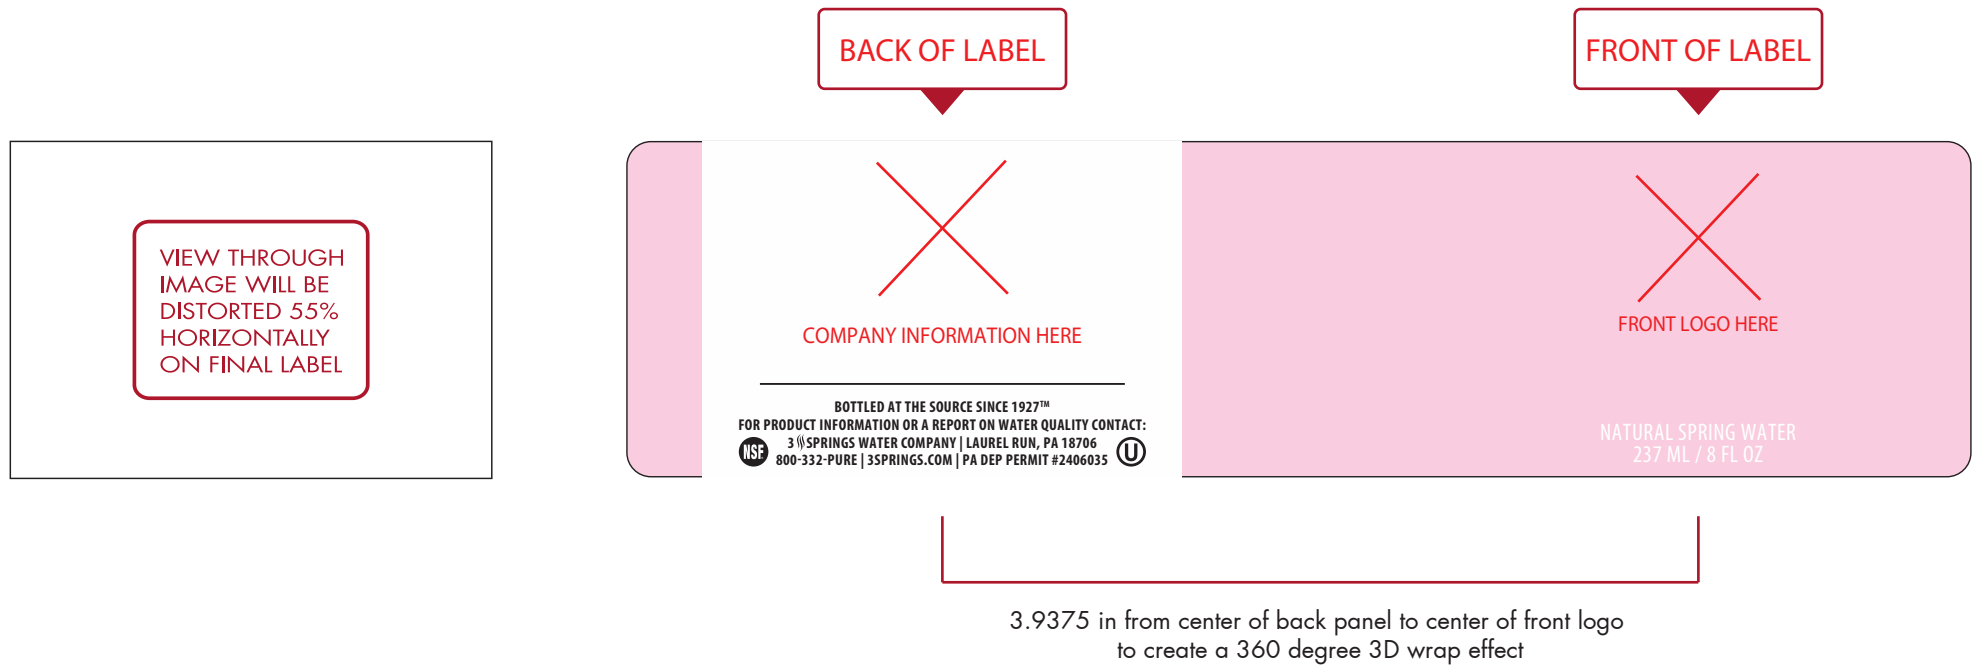 BACK OF LABEL
FRONT OF LABEL
VIEW THROUGH
IMAGE WILL BE
DISTORTED 55%
HORIZONTALLY
ON FINAL LABEL
COMPANY INFORMATION HERE
BOTTLED AT THE SOURCE SINCE 1927™
FOR PRODUCT INFORMATION OR A REPORT ON WATER QUALITY CONTACT:
3 SPRINGS WATER COMPANY | LAUREL RUN, PA 18706
800-332-PURE | 3SPRINGS.COM | PA DEP PERMIT #2406035
NSF
U
FRONT LOGO HERE
NATURAL SPRING WATER
237 ML / 8 FL OZ
3.9375 in from center of back panel to center of front logo
to create a 360 degree 3D wrap effect